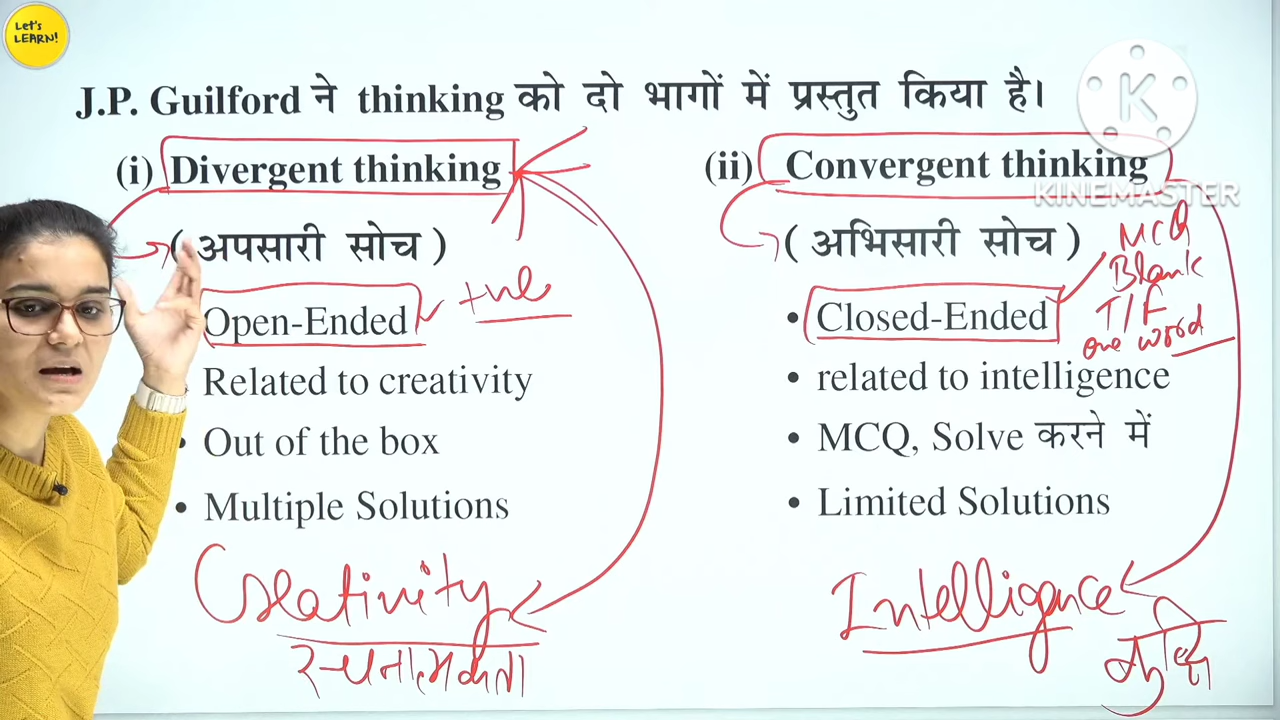 Let's
LEARN!
J.P. Guilford ने thinking को दो भागों में प्रस्तुत किया है।
(i) Divergent thinking
(अपसारी सोच)
Open-Ended
+ve
Related to creativity
• Out of the box
• Multiple Solutions
Creativity
रचनात्मकता
(ii) Convergent thinking
KINEMASTER
(अभिसारी सोच)
MCQ
Blank
T/F
one word
• Closed-Ended
• related to intelligence
• MCQ, Solve करने में
• Limited Solutions
Intelligence
बुद्धि
K